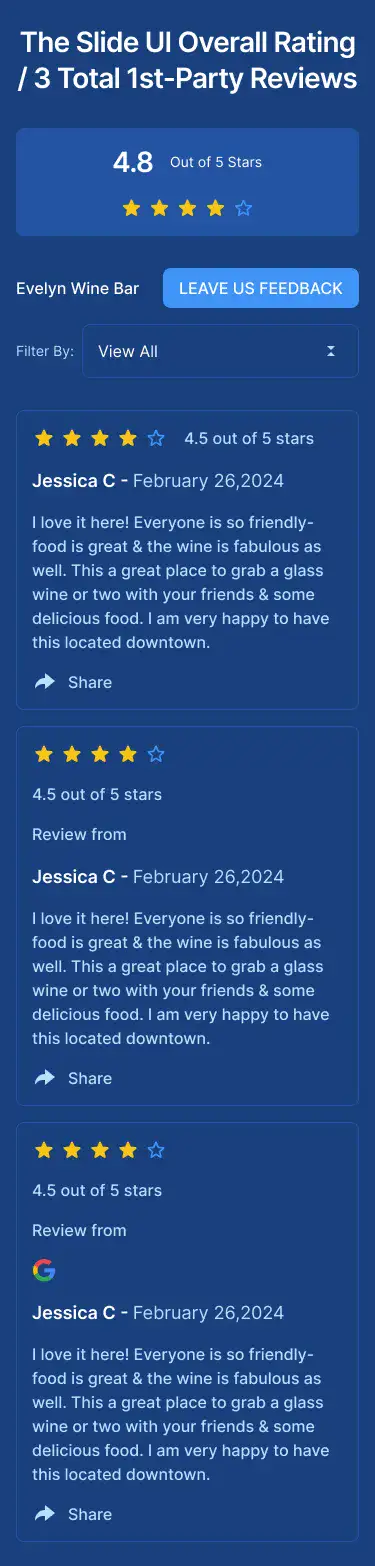 The Slide UI Overall Rating
/ 3 Total 1st-Party Reviews
4.8 Out of 5 Stars
Evelyn Wine Bar
LEAVE US FEEDBACK
Filter By: View All
4.5 out of 5 stars
Jessica C - February 26,2024
I love it here! Everyone is so friendly-
food is great & the wine is fabulous as
well. This a great place to grab a glass
wine or two with your friends & some
delicious food. I am very happy to have
this located downtown.
Share
4.5 out of 5 stars
Review from
Jessica C - February 26,2024
I love it here! Everyone is so friendly-
food is great & the wine is fabulous as
well. This a great place to grab a glass
wine or two with your friends & some
delicious food. I am very happy to have
this located downtown.
Share
4.5 out of 5 stars
Review from
Jessica C - February 26,2024
I love it here! Everyone is so friendly-
food is great & the wine is fabulous as
well. This a great place to grab a glass
wine or two with your friends & some
delicious food. I am very happy to have
this located downtown.
Share